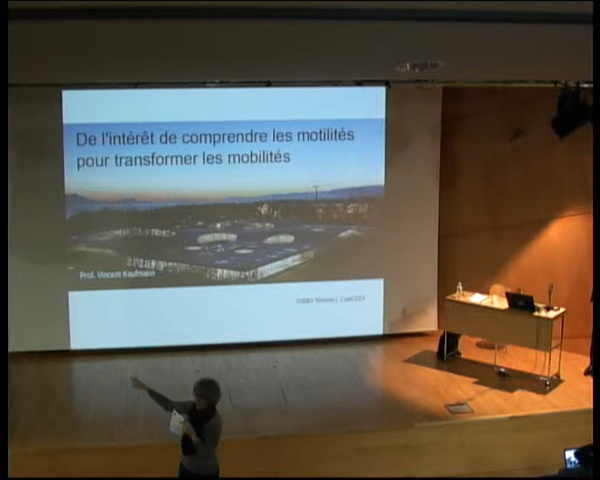 De l'intérêt de comprendre les motilités
pour transformer les mobilités
Prof. Vincent Kaufmann